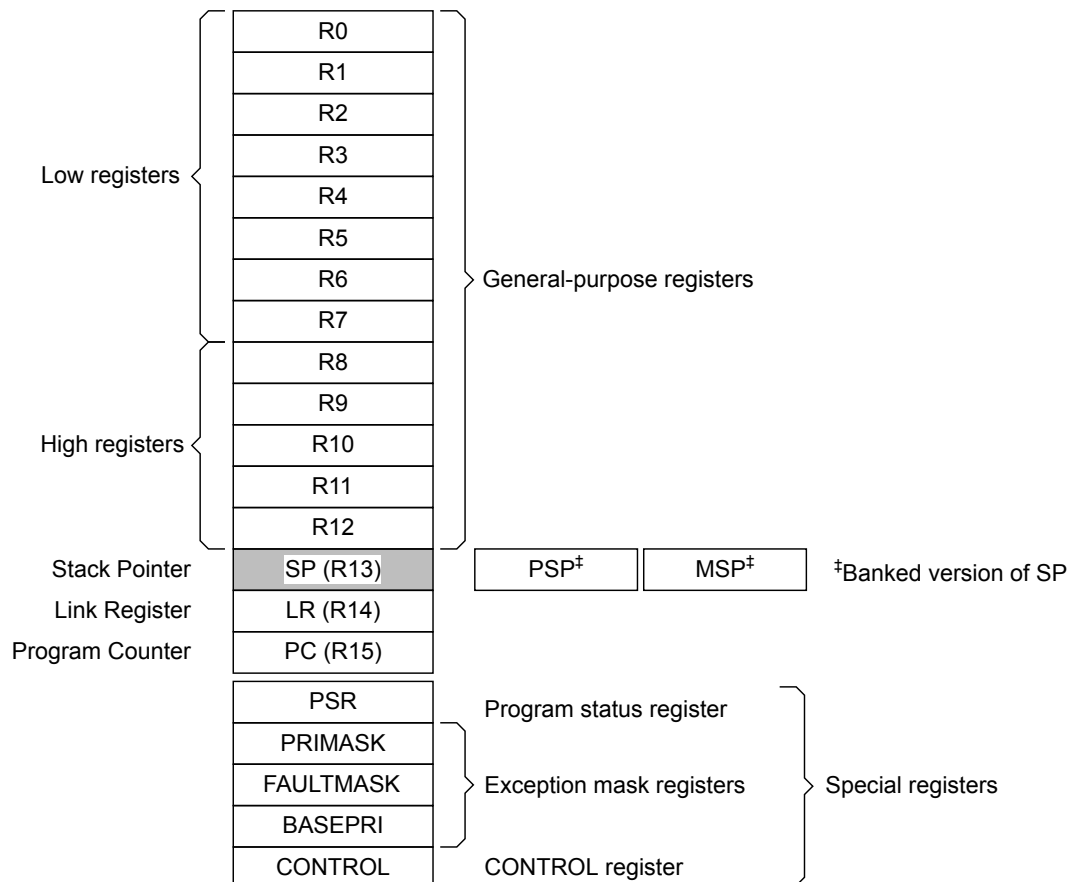 R0
R1
R2
R3
Low registers
R4
R5
R6
General-purpose registers
R7
R8
R9
High registers
R10
R11
R12
Stack Pointer SP (R13) PSP‡ MSP‡ ‡Banked version of SP
Link Register LR (R14)
Program Counter PC (R15)
PSR Program status register
PRIMASK
FAULTMASK Exception mask registers Special registers
BASEPRI
CONTROL CONTROL register